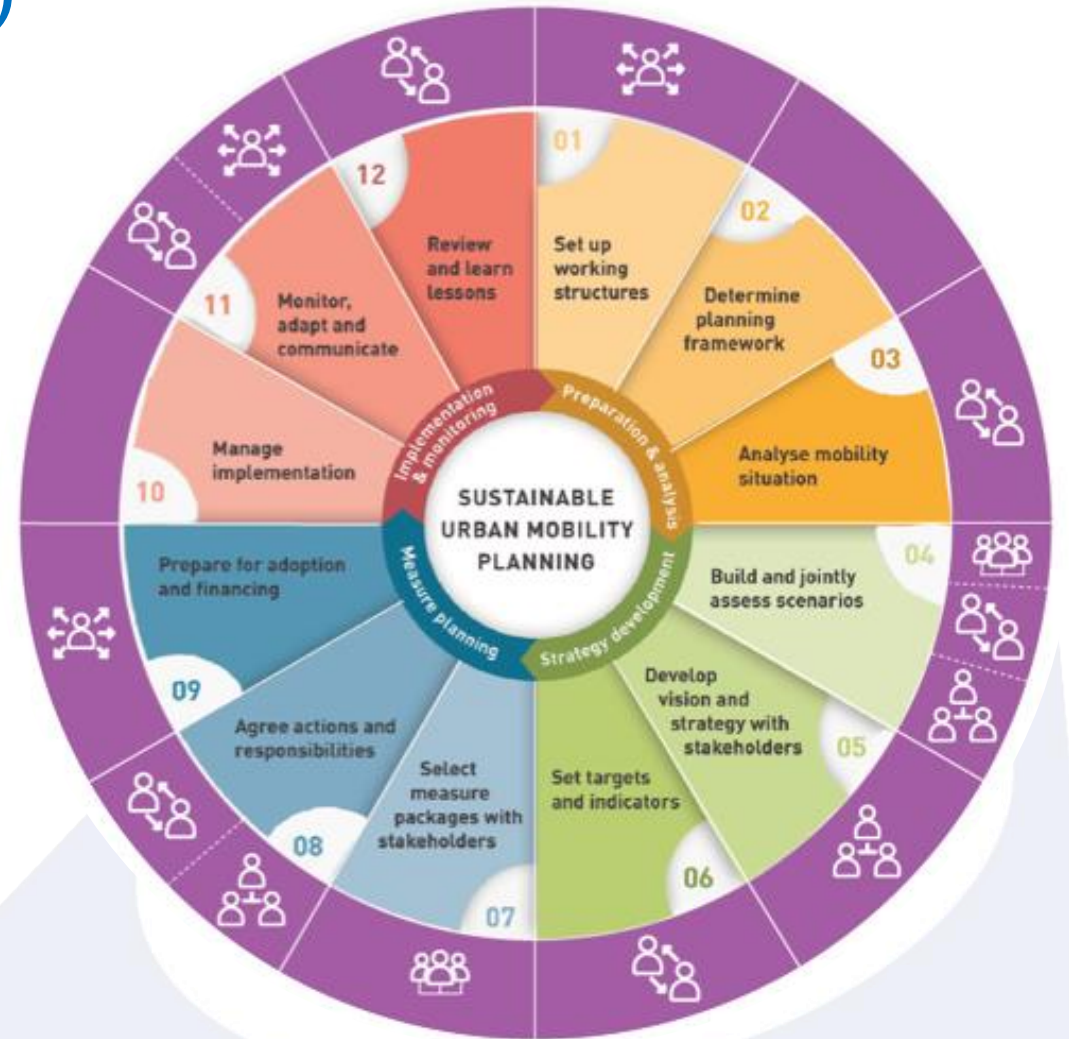 SUSTAINABLE
URBAN MOBILITY
PLANNING
Preparation & analysis
01
Set up
working
structures
02
Determine
planning
framework
03
Analyse mobility
situation
Strategy development
04
Build and jointly
assess scenarios
05
Develop
vision and
strategy with
stakeholders
06
Set targets
and indicators
Measure planning
07
Select
measure
packages with
stakeholders
08
Agree actions and
responsibilities
09
Prepare for adoption
and financing
Implementation
& monitoring
10
Manage
implementation
11
Monitor,
adapt and
communicate
12
Review
and learn
lessons